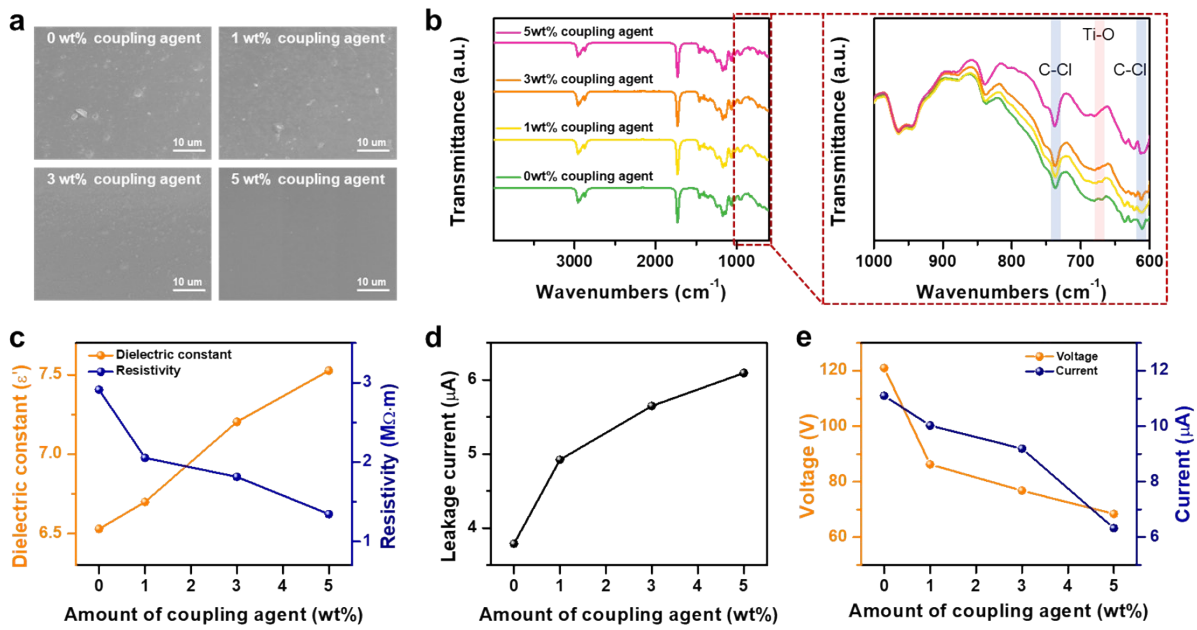 a
0 wt% coupling agent
1 wt% coupling agent
10 um
10 um
3 wt% coupling agent
5 wt% coupling agent
10 um
10 um
b
Transmittance (a.u.)
5wt% coupling agent
3wt% coupling agent
1wt% coupling agent
0wt% coupling agent
3000 2000 1000
Wavenumbers (cm⁻¹)
Transmittance (a.u.)
Ti-O
C-Cl
C-Cl
1000 900 800 700 600
Wavenumbers (cm⁻¹)
c
Dielectric constant
Resistivity
Dielectric constant (ε')
7.5
7.0
6.5
Resistivity (MΩ·m)
3
2
1
0 1 2 3 4 5
Amount of coupling agent (wt%)
d
Leakage current (μA)
6
5
4
0 1 2 3 4 5
Amount of coupling agent (wt%)
e
Voltage
Current
Voltage (V)
120
100
80
60
Current (μA)
12
10
8
6
0 1 2 3 4 5
Amount of coupling agent (wt%)